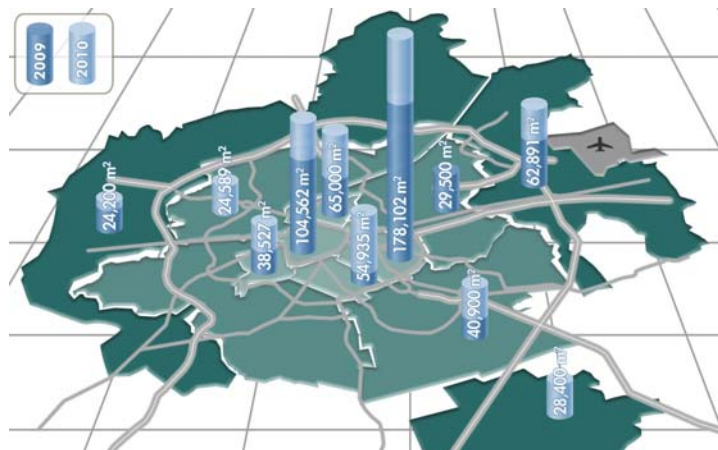 2009
2010
24,200 m²
24,589 m²
38,527 m²
104,562 m²
65,000 m²
54,935 m²
178,102 m²
29,500 m²
62,891 m²
40,900 m²
28,400 m²